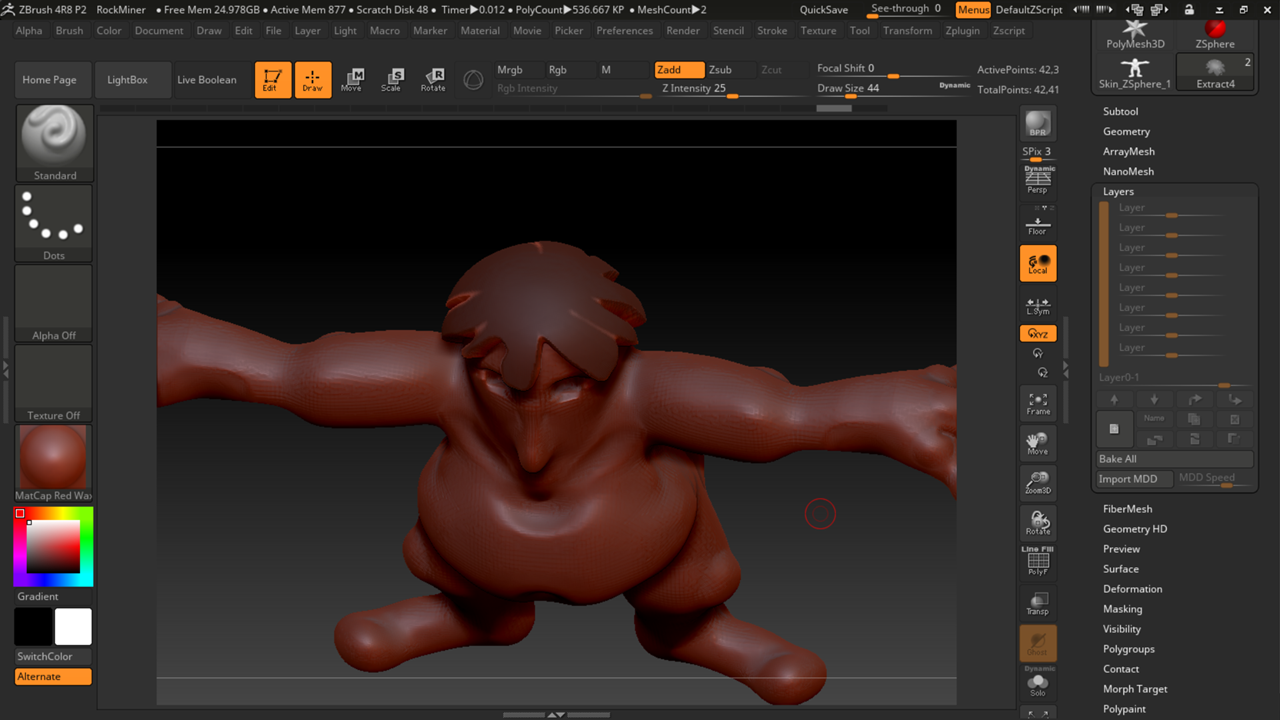 ZBrush 4R8 P2 RockMiner • Free Mem 24.978GB • Active Mem 877 • Scratch Disk 48 • Timer▶0.012 • PolyCount▶536.667 KP • MeshCount▶2 QuickSave See-through 0 Menus DefaultZScript
Alpha Brush Color Document Draw Edit File Layer Light Macro Marker Material Movie Picker Preferences Render Stencil Stroke Texture Tool Transform Zplugin Zscript
Home Page LightBox Live Boolean
Edit Draw Move Scale Rotate
Mrgb Rgb M Zadd Zsub Zcut
Rgb Intensity Z Intensity 25
Focal Shift 0
Draw Size 44 Dynamic
ActivePoints: 42,3
TotalPoints: 42,41
Standard
Dots
Alpha Off
Texture Off
MatCap Red Wax
Gradient
SwitchColor
Alternate
BPR
SPix 3
Dynamic
Persp
Floor
Local
L.Sym
XYZ
Y
Z
Frame
Move
Zoom3D
Rotate
Line Fill
PolyF
Transp
Ghost
Dynamic
Solo
PolyMesh3D ZSphere
2
Skin_ZSphere_1 Extract4
Subtool
Geometry
ArrayMesh
NanoMesh
Layers
Layer
Layer
Layer
Layer
Layer
Layer
Layer
Layer
Layer0-1
Name
Bake All
Import MDD MDD Speed
FiberMesh
Geometry HD
Preview
Surface
Deformation
Masking
Visibility
Polygroups
Contact
Morph Target
Polypaint